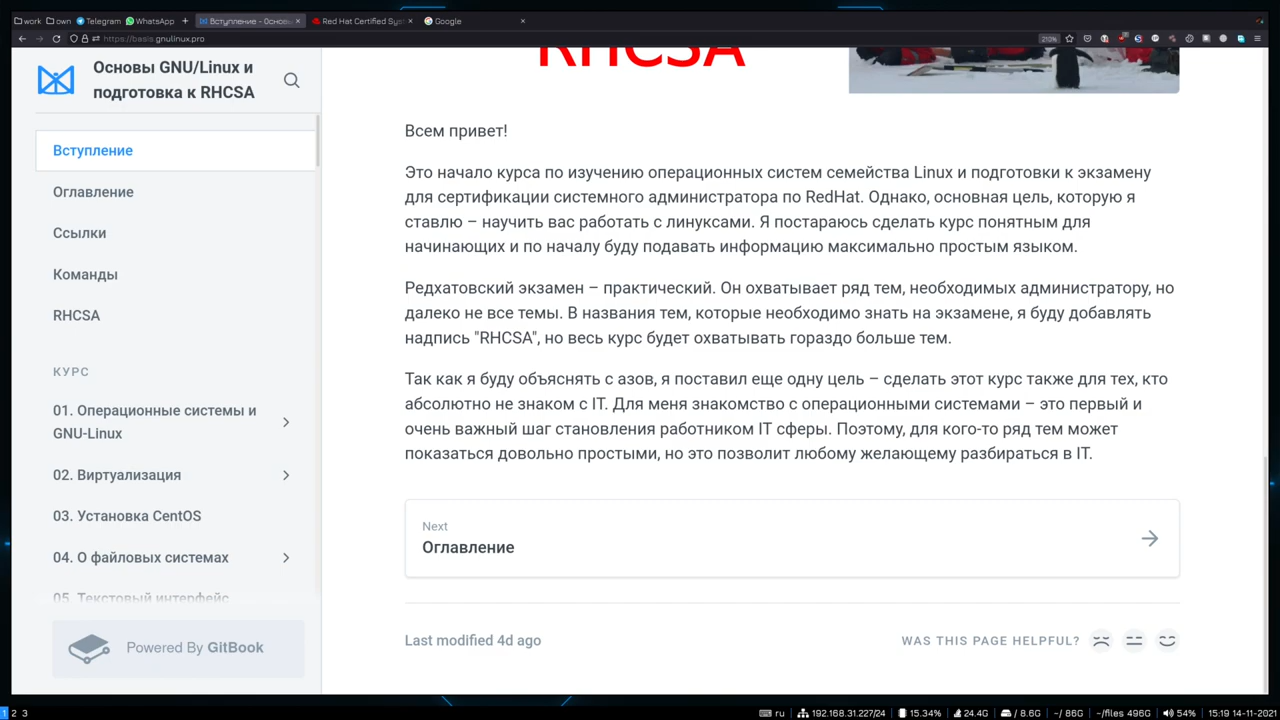 work own Telegram WhatsApp + Вступление - Основы × Red Hat Certified Sys × Google ×
https://basis.gnulinux.pro 210%
Основы GNU/Linux и
подготовка к RHCSA
Вступление
Оглавление
Ссылки
Команды
RHCSA
КУРС
01. Операционные системы и
GNU-Linux
02. Виртуализация
03. Установка CentOS
04. О файловых системах
05. Текстовый интерфейс
Powered By GitBook
RHCSA
Всем привет!
Это начало курса по изучению операционных систем семейства Linux и подготовки к экзамену
для сертификации системного администратора по RedHat. Однако, основная цель, которую я
ставлю – научить вас работать с линуксами. Я постараюсь сделать курс понятным для
начинающих и по началу буду подавать информацию максимально простым языком.
Редхатовский экзамен – практический. Он охватывает ряд тем, необходимых администратору, но
далеко не все темы. В названия тем, которые необходимо знать на экзамене, я буду добавлять
надпись "RHCSA", но весь курс будет охватывать гораздо больше тем.
Так как я буду объяснять с азов, я поставил еще одну цель – сделать этот курс также для тех, кто
абсолютно не знаком с IT. Для меня знакомство с операционными системами – это первый и
очень важный шаг становления работником IT сферы. Поэтому, для кого-то ряд тем может
показаться довольно простыми, но это позволит любому желающему разбираться в IT.
Next
Оглавление
Last modified 4d ago
WAS THIS PAGE HELPFUL?
1 2 3 ru 192.168.31.227/24 15.34% 24.4G / 8.6G ~/ 86G ~/files 496G 54% 15:19 14-11-2021